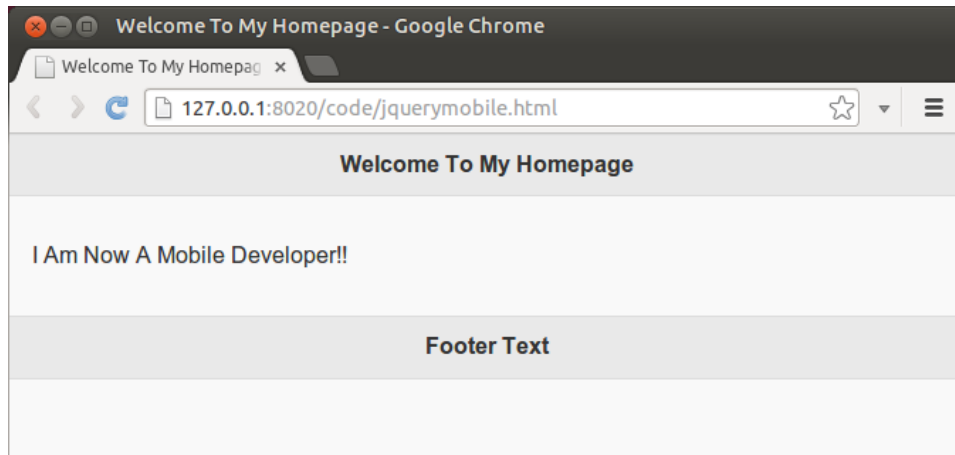 Welcome To My Homepage - Google Chrome
Welcome To My Homepag
127.0.0.1:8020/code/jquerymobile.html
Welcome To My Homepage
I Am Now A Mobile Developer!!
Footer Text